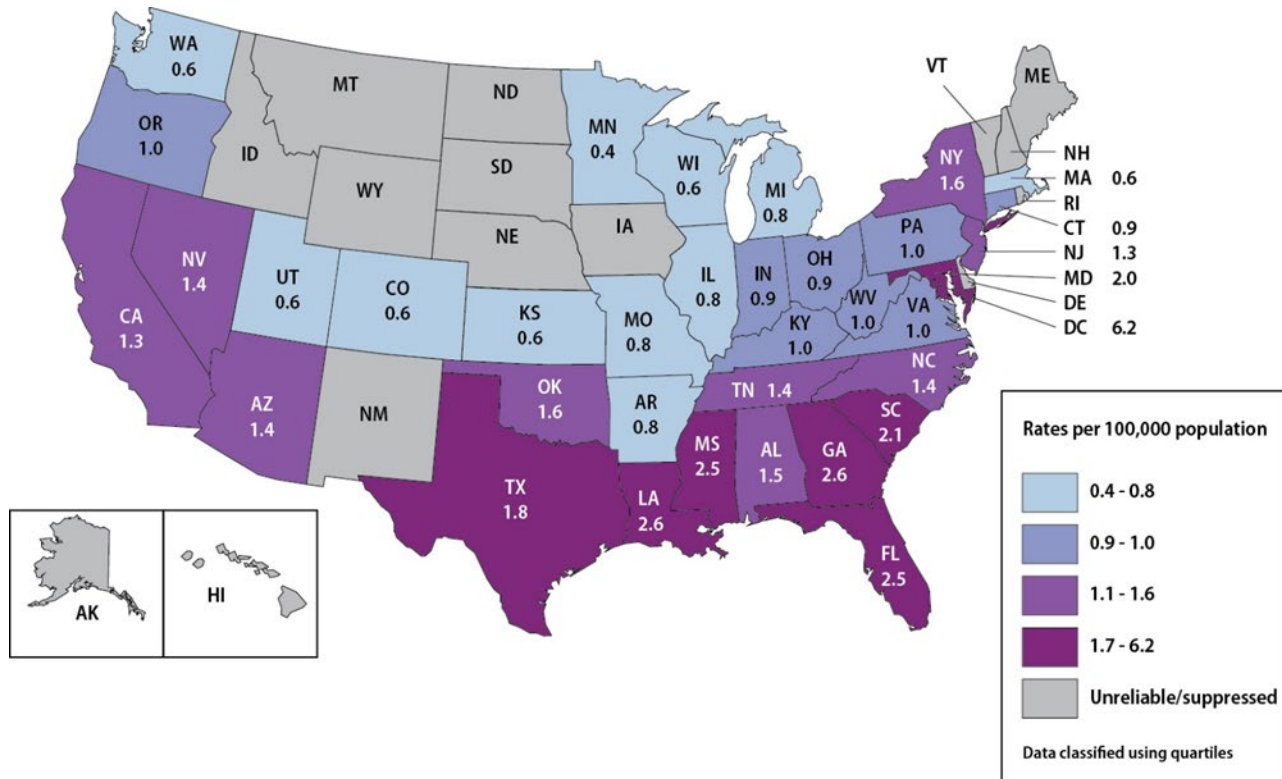 WA
0.6
MT
ND
MN
0.4
VT
ME
OR
1.0
ID
SD
WI
0.6
MI
0.8
NY
1.6
NH
MA 0.6
RI
CT 0.9
NJ 1.3
MD 2.0
DE
DC 6.2
WY
NE
IA
PA
1.0
NV
1.4
UT
0.6
CO
0.6
KS
0.6
MO
0.8
IL
0.8
IN
0.9
OH
0.9
WV
1.0
VA
1.0
KY
1.0
CA
1.3
AZ
1.4
NM
OK
1.6
AR
0.8
TN 1.4
NC
1.4
SC
2.1
MS
2.5
AL
1.5
GA
2.6
TX
1.8
LA
2.6
FL
2.5
AK
HI
Rates per 100,000 population
0.4 - 0.8
0.9 - 1.0
1.1 - 1.6
1.7 - 6.2
Unreliable/suppressed
Data classified using quartiles